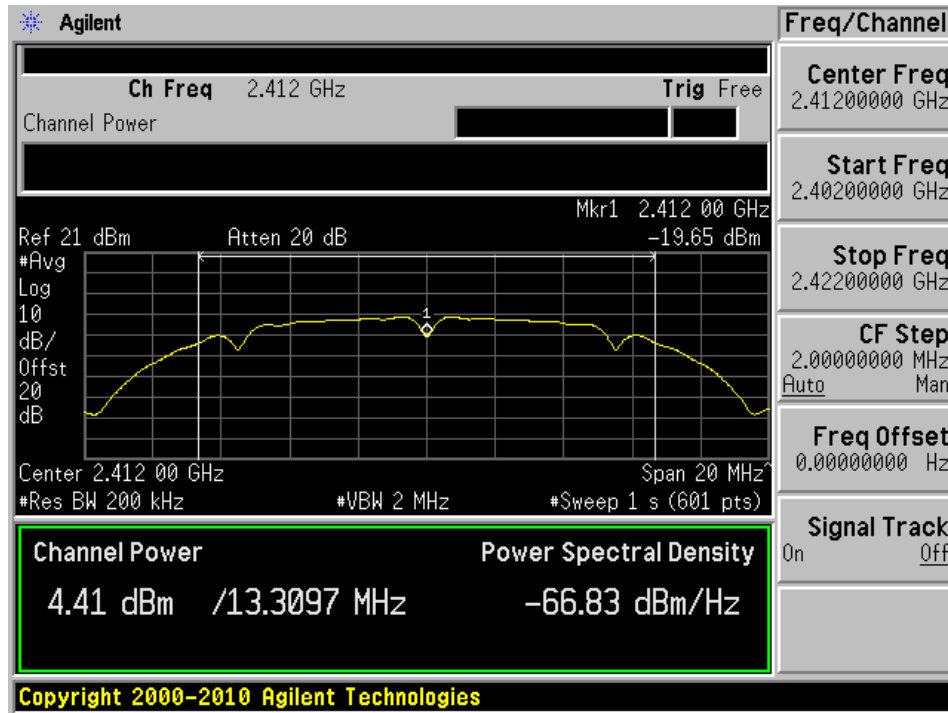 Agilent
Freq/Channel
Ch Freq 2.412 GHz Trig Free
Channel Power
Mkr1 2.412 00 GHz
Ref 21 dBm Atten 20 dB -19.65 dBm
#Avg
Log
10
dB/
Offst
20
dB
1
Center 2.412 00 GHz Span 20 MHz^
#Res BW 200 kHz #VBW 2 MHz #Sweep 1 s (601 pts)
Channel Power Power Spectral Density
4.41 dBm /13.3097 MHz -66.83 dBm/Hz
Copyright 2000-2010 Agilent Technologies
Center Freq
2.41200000 GHz
Start Freq
2.40200000 GHz
Stop Freq
2.42200000 GHz
CF Step
2.00000000 MHz
Auto Man
Freq Offset
0.00000000 Hz
Signal Track
On Off